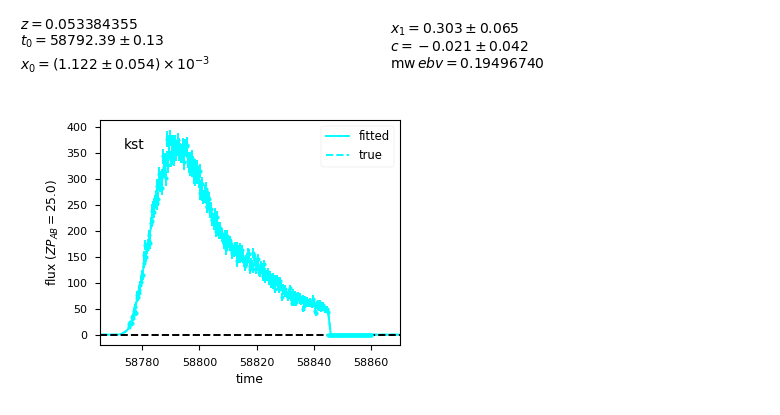 z = 0.053384355
t₀ = 58792.39 ± 0.13
x₀ = (1.122 ± 0.054) × 10⁻³
x₁ = 0.303 ± 0.065
c = −0.021 ± 0.042
mw ebv = 0.19496740
kst
fitted
true
flux (ZP_AB = 25.0)
400
350
300
250
200
150
100
50
0
58780 58800 58820 58840 58860
time